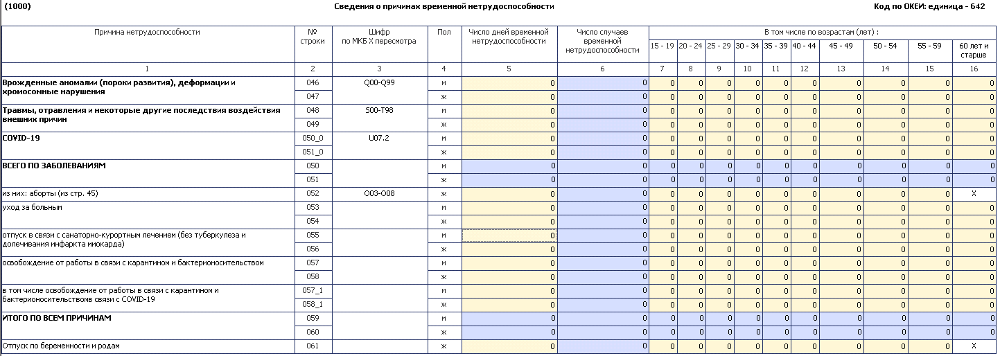 (1000) Сведения о причинах временной нетрудоспособности Код по ОКЕИ: единица - 642
Причина нетрудоспособности № строки Шифр по МКБ X пересмотра Пол Число дней временной нетрудоспособности Число случаев временной нетрудоспособности В том числе по возрастам (лет) :
15 - 19 20 - 24 25 - 29 30 - 34 35 - 39 40 - 44 45 - 49 50 - 54 55 - 59 60 лет и старше
1 2 3 4 5 6 7 8 9 10 11 12 13 14 15 16
Врожденные аномалии (пороки развития), деформации и хромосомные нарушения 046 Q00-Q99 м 0 0 0 0 0 0 0 0 0 0 0 0
047 ж 0 0 0 0 0 0 0 0 0 0 0 0
Травмы, отравления и некоторые другие последствия воздействия внешних причин 048 S00-T98 м 0 0 0 0 0 0 0 0 0 0 0 0
049 ж 0 0 0 0 0 0 0 0 0 0 0 0
COVID-19 050_0 U07.2 м 0 0 0 0 0 0 0 0 0 0 0 0
051_0 ж 0 0 0 0 0 0 0 0 0 0 0 0
ВСЕГО ПО ЗАБОЛЕВАНИЯМ 050 м 0 0 0 0 0 0 0 0 0 0 0 0
051 ж 0 0 0 0 0 0 0 0 0 0 0 0
из них: аборты (из стр. 45) 052 O03-O08 ж 0 0 0 0 0 0 0 0 0 0 0 X
уход за больным 053 м 0 0 0 0 0 0 0 0 0 0 0 0
054 ж 0 0 0 0 0 0 0 0 0 0 0 0
отпуск в связи с санаторно-курортным лечением (без туберкулеза и долечивания инфаркта миокарда) 055 м 0 0 0 0 0 0 0 0 0 0 0 0
056 ж 0 0 0 0 0 0 0 0 0 0 0 0
освобождение от работы в связи с карантином и бактерионосительством 057 м 0 0 0 0 0 0 0 0 0 0 0 0
058 ж 0 0 0 0 0 0 0 0 0 0 0 0
в том числе освобождение от работы в связи с карантином и бактерионосительствомв связи с COVID-19 057_1 м 0 0 0 0 0 0 0 0 0 0 0 0
058_1 ж 0 0 0 0 0 0 0 0 0 0 0 0
ИТОГО ПО ВСЕМ ПРИЧИНАМ 059 м 0 0 0 0 0 0 0 0 0 0 0 0
060 ж 0 0 0 0 0 0 0 0 0 0 0 0
Отпуск по беременности и родам 061 ж 0 0 0 0 0 0 0 0 0 0 0 X